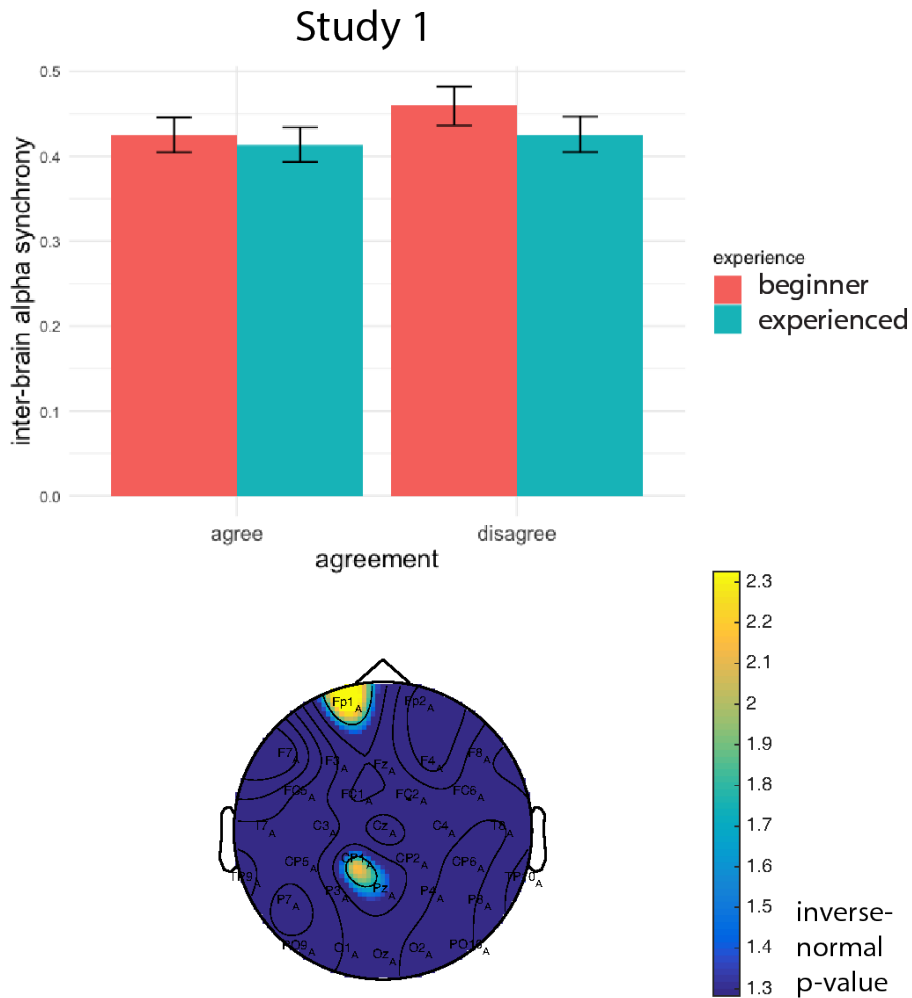 Study 1
0.5
0.4
0.3
0.2
0.1
0.0
inter-brain alpha synchrony
agree
disagree
agreement
experience
beginner
experienced
2.3
2.2
2.1
2
1.9
1.8
1.7
1.6
1.5
1.4
1.3
inverse-
normal
p-value
Fp1A Fp2A
F7A F3A FzA F4A F8A
FC5A FC1A FC2A FC6A
T7A C3A CzA C4A T8A
TP9A CP5A CP1A CP2A CP6A TP10A
P7A P3A PzA P4A P8A
PO9A O1A OzA O2A PO10A